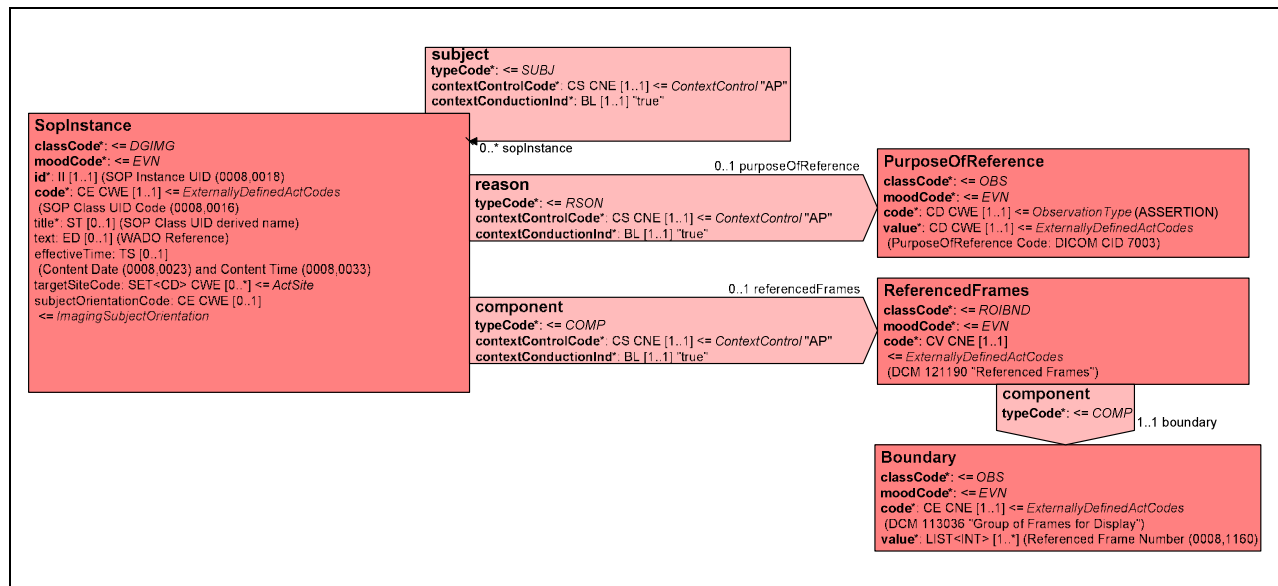 subject
typeCode*: <= SUBJ
contextControlCode*: CS CNE [1..1] <= ContextControl "AP"
contextConductionInd*: BL [1..1] "true"
0..* sopInstance
SopInstance
classCode*: <= DGIMG
moodCode*: <= EVN
id*: II [1..1] (SOP Instance UID (0008,0018)
code*: CE CWE [1..1] <= ExternallyDefinedActCodes
(SOP Class UID Code (0008,0016)
title*: ST [0..1] (SOP Class UID derived name)
text: ED [0..1] (WADO Reference)
effectiveTime: TS [0..1]
(Content Date (0008,0023) and Content Time (0008,0033)
targetSiteCode: SET<CD> CWE [0..*] <= ActSite
subjectOrientationCode: CE CWE [0..1]
<= ImagingSubjectOrientation
0..1 purposeOfReference
reason
typeCode*: <= RSON
contextControlCode*: CS CNE [1..1] <= ContextControl "AP"
contextConductionInd*: BL [1..1] "true"
PurposeOfReference
classCode*: <= OBS
moodCode*: <= EVN
code*: CD CWE [1..1] <= ObservationType (ASSERTION)
value*: CD CWE [1..1] <= ExternallyDefinedActCodes
(PurposeOfReference Code: DICOM CID 7003)
0..1 referencedFrames
component
typeCode*: <= COMP
contextControlCode*: CS CNE [1..1] <= ContextControl "AP"
contextConductionInd*: BL [1..1] "true"
ReferencedFrames
classCode*: <= ROIBND
moodCode*: <= EVN
code*: CV CNE [1..1]
<= ExternallyDefinedActCodes
(DCM 121190 "Referenced Frames")
component
typeCode*: <= COMP
1..1 boundary
Boundary
classCode*: <= OBS
moodCode*: <= EVN
code*: CE CNE [1..1] <= ExternallyDefinedActCodes
(DCM 113036 "Group of Frames for Display")
value*: LIST<INT> [1..*] (Referenced Frame Number (0008,1160)